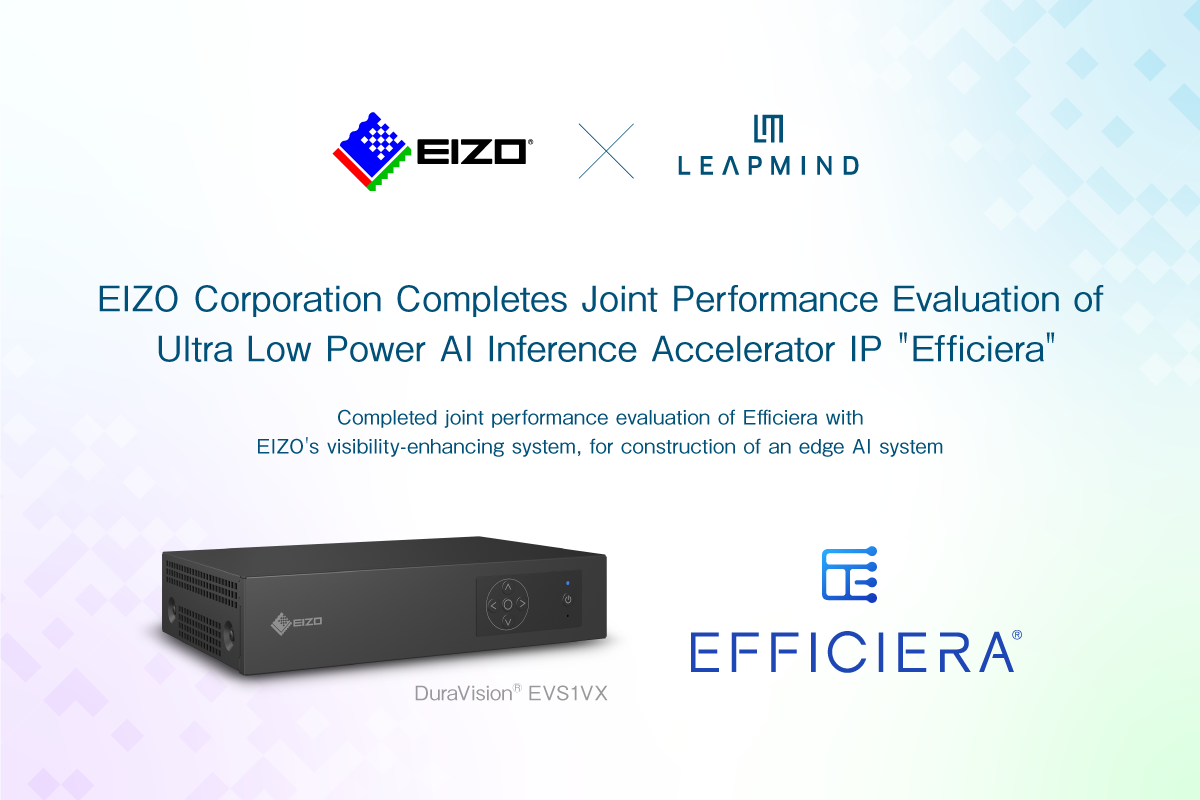 EIZO®
LM
LEAPMIND
EIZO Corporation Completes Joint Performance Evaluation of
Ultra Low Power AI Inference Accelerator IP "Efficiera"
Completed joint performance evaluation of Efficiera with
EIZO's visibility-enhancing system, for construction of an edge AI system
EIZO
DuraVision® EVS1VX
EFFICIERA®